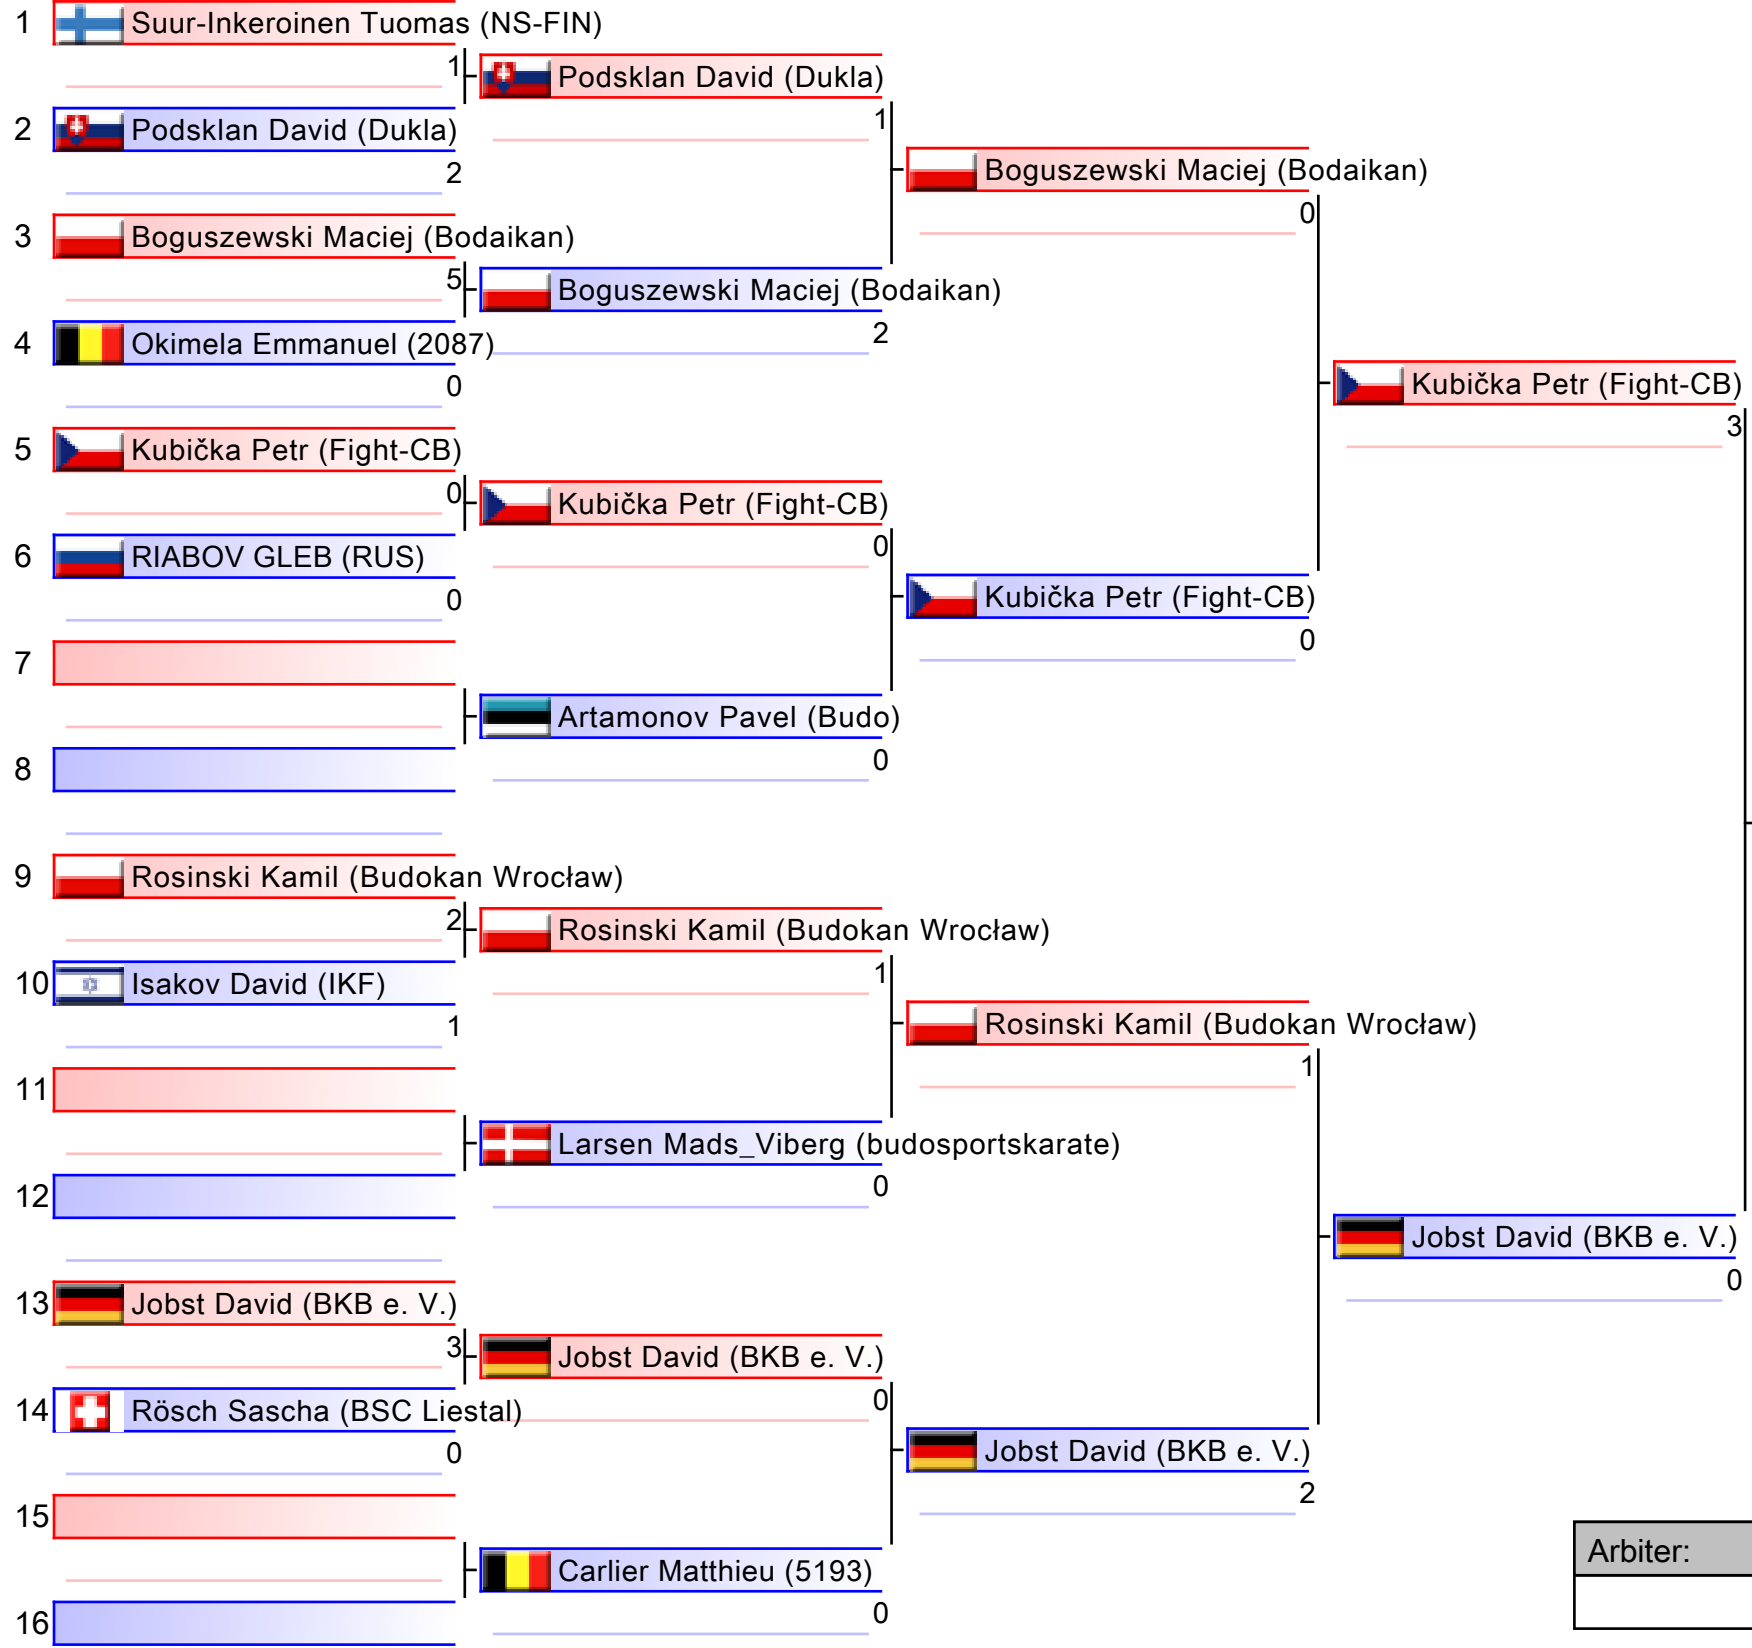 1 Suur-Inkeroinen Tuomas (NS-FIN)
1 Podsklan David (Dukla)
2 Podsklan David (Dukla)
1
2
Boguszewski Maciej (Bodaikan)
0
3 Boguszewski Maciej (Bodaikan)
5 Boguszewski Maciej (Bodaikan)
2
4 Okimela Emmanuel (2087)
0
Kubička Petr (Fight-CB)
3
5 Kubička Petr (Fight-CB)
0 Kubička Petr (Fight-CB)
0
6 RIABOV GLEB (RUS)
0
Kubička Petr (Fight-CB)
0
7
Artamonov Pavel (Budo)
0
8
9 Rosinski Kamil (Budokan Wrocław)
2 Rosinski Kamil (Budokan Wrocław)
1
10 Isakov David (IKF)
1
Rosinski Kamil (Budokan Wrocław)
1
11
Larsen Mads_Viberg (budosportskarate)
0
12
Jobst David (BKB e. V.)
0
13 Jobst David (BKB e. V.)
3 Jobst David (BKB e. V.)
0
14 Rösch Sascha (BSC Liestal)
0
Jobst David (BKB e. V.)
2
15
Carlier Matthieu (5193)
0
16
Arbiter: